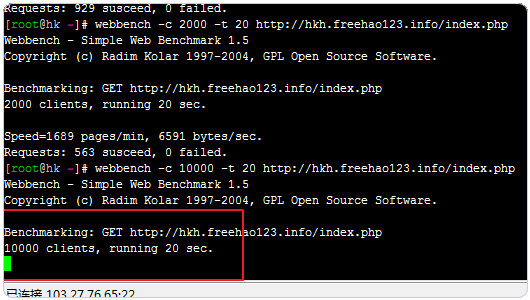 Requests: 929 susceed, 0 failed.
[root@hk ~]# webbench -c 2000 -t 20 http://hkh.freehao123.info/index.php
Webbench - Simple Web Benchmark 1.5
Copyright (c) Radim Kolar 1997-2004, GPL Open Source Software.
Benchmarking: GET http://hkh.freehao123.info/index.php
2000 clients, running 20 sec.
Speed=1689 pages/min, 6591 bytes/sec.
Requests: 563 susceed, 0 failed.
[root@hk ~]# webbench -c 10000 -t 20 http://hkh.freehao123.info/index.php
Webbench - Simple Web Benchmark 1.5
Copyright (c) Radim Kolar 1997-2004, GPL Open Source Software.
Benchmarking: GET http://hkh.freehao123.info/index.php
10000 clients, running 20 sec.
已连接 103.27.76.65:22